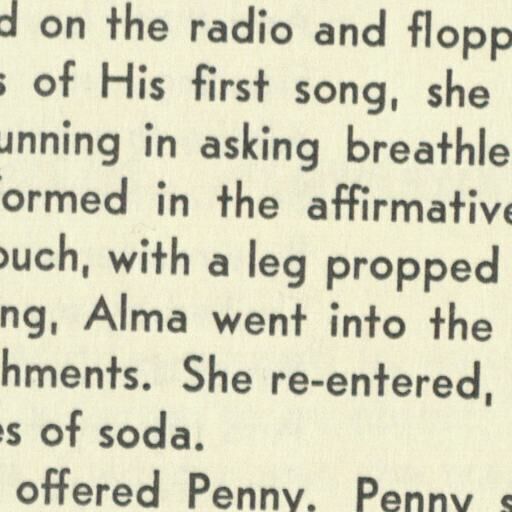 d on the radio and flopp
s of His first song, she
unning in asking breathle
ormed in the affirmative
ouch, with a leg propped
ng, Alma went into the
hments. She re-entered,
es of soda.
offered Penny. Penny s